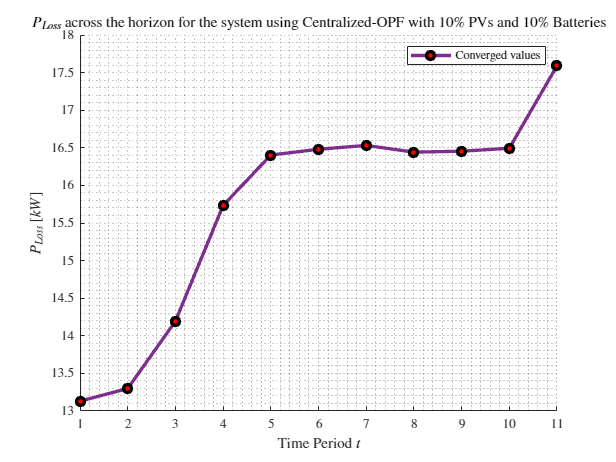 P_Loss across the horizon for the system using Centralized-OPF with 10% PVs and 10% Batteries
18
17.5
17
16.5
16
15.5
15
14.5
14
13.5
13
P_Loss [kW]
Converged values
1 2 3 4 5 6 7 8 9 10 11
Time Period t